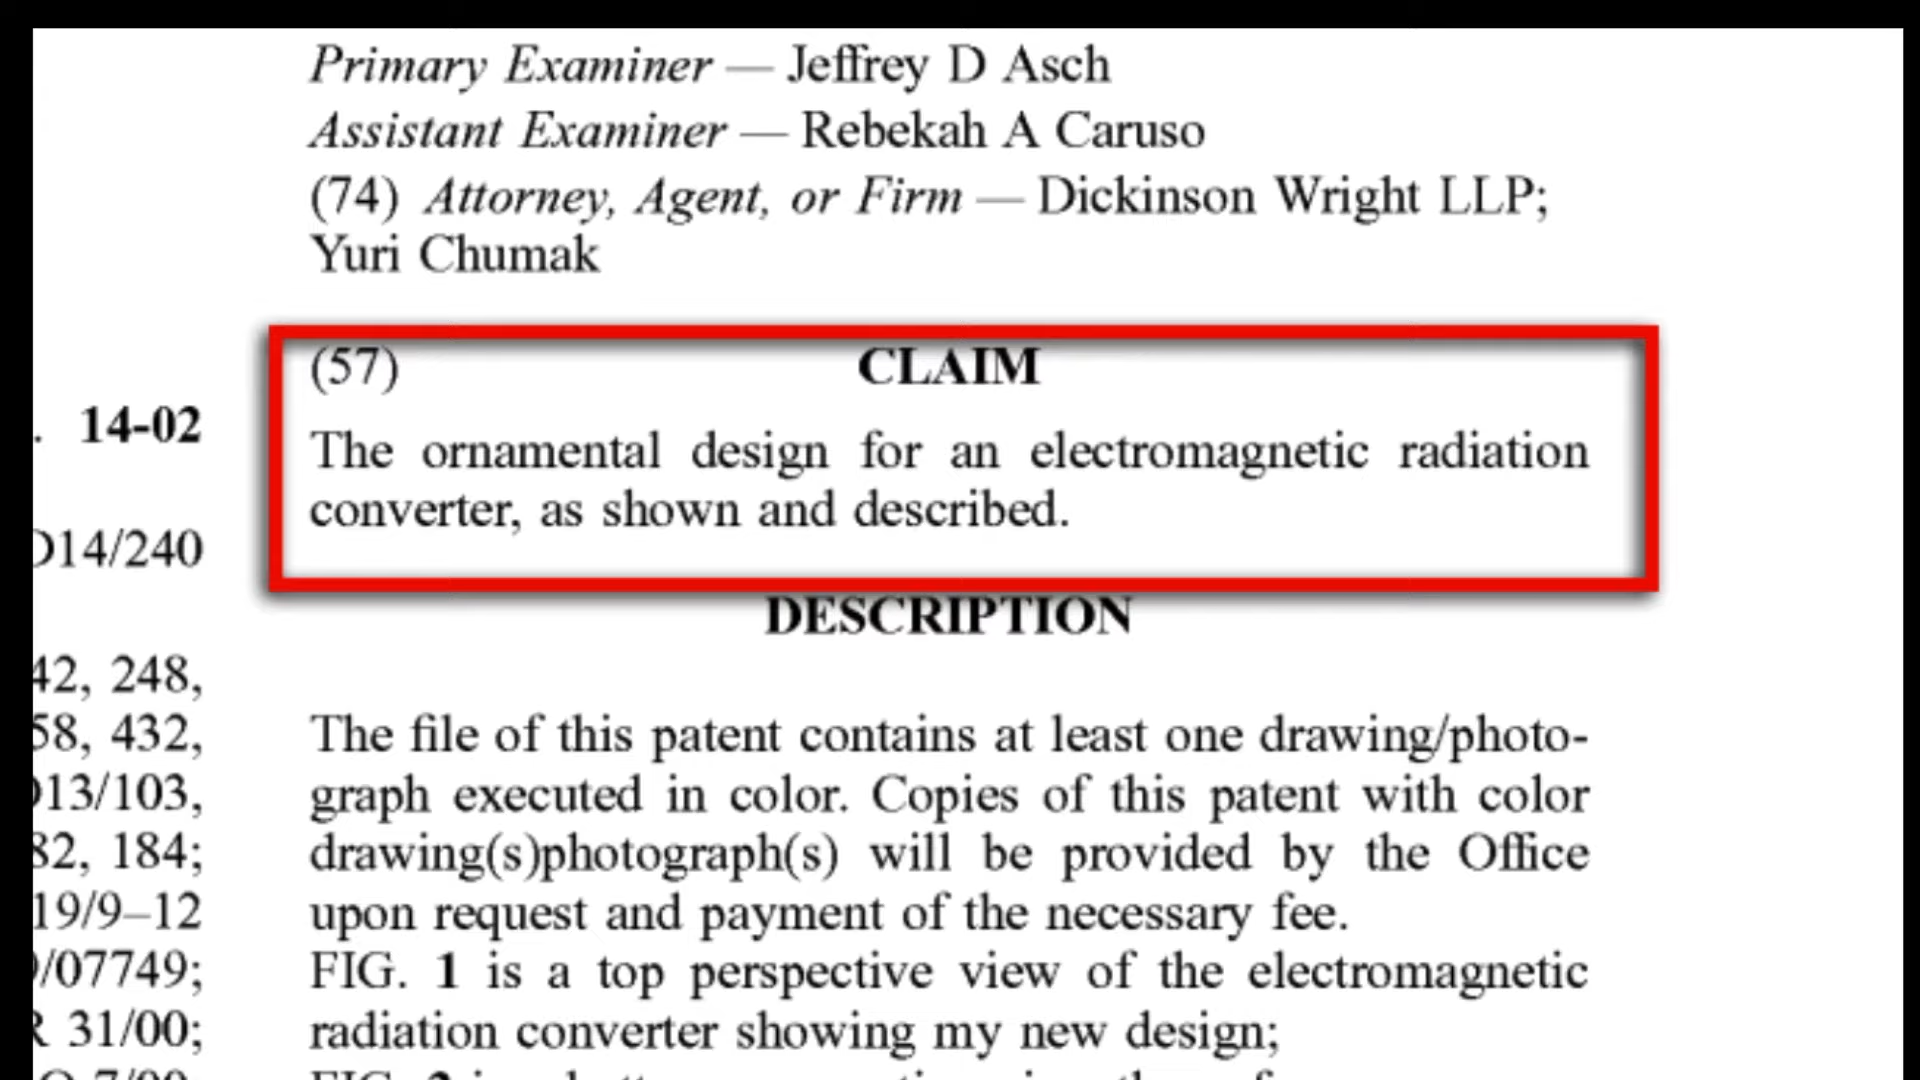 Primary Examiner — Jeffrey D Asch
Assistant Examiner — Rebekah A Caruso
(74) Attorney, Agent, or Firm — Dickinson Wright LLP;
Yuri Chumak
(57) CLAIM
The ornamental design for an electromagnetic radiation
converter, as shown and described.
DESCRIPTION
The file of this patent contains at least one drawing/photo-
graph executed in color. Copies of this patent with color
drawing(s)photograph(s) will be provided by the Office
upon request and payment of the necessary fee.
FIG. 1 is a top perspective view of the electromagnetic
radiation converter showing my new design;
. 14-02
14/240
42, 248,
58, 432,
13/103,
82, 184;
19/9–12
/07749;
31/00;